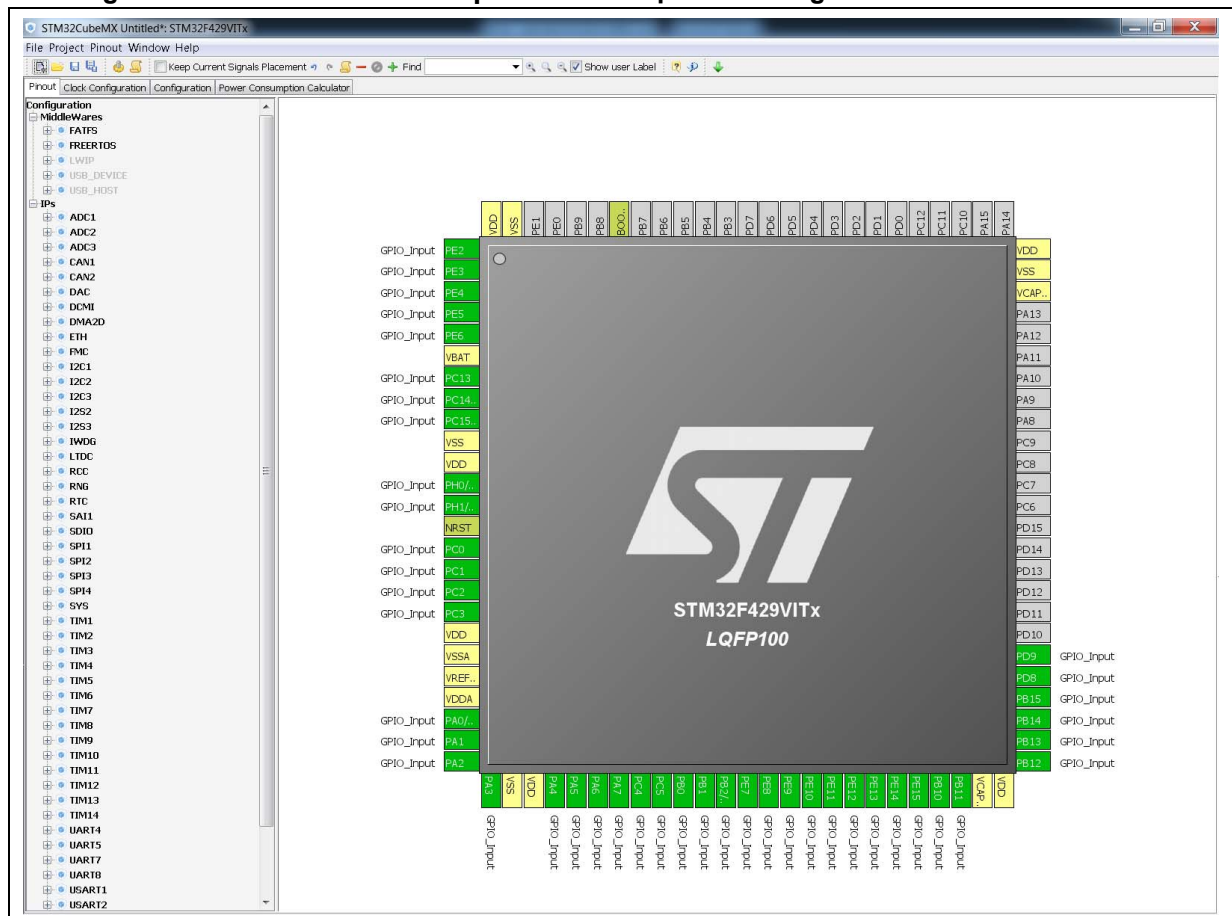 STM32CubeMX Untitled*: STM32F429VITx
File Project Pinout Window Help
Keep Current Signals Placement Find Show user Label
Pinout Clock Configuration Configuration Power Consumption Calculator
Configuration
MiddleWares
FATFS
FREERTOS
LWIP
USB_DEVICE
USB_HOST
IPs
ADC1
ADC2
ADC3
CAN1
CAN2
DAC
DCMI
DMA2D
ETH
FMC
I2C1
I2C2
I2C3
I2S2
I2S3
IWDG
LTDC
RCC
RNG
RTC
SAI1
SDIO
SPI1
SPI2
SPI3
SPI4
SYS
TIM1
TIM2
TIM3
TIM4
TIM5
TIM6
TIM7
TIM8
TIM9
TIM10
TIM11
TIM12
TIM13
TIM14
UART4
UART5
UART7
UART8
USART1
USART2
VDD VSS PE1 PE0 PB9 PB8 BOO.. PB7 PB6 PB5 PB4 PB3 PD7 PD6 PD5 PD4 PD3 PD2 PD1 PD0 PC12 PC11 PC10 PA15 PA14
GPIO_Input PE2
GPIO_Input PE3
GPIO_Input PE4
GPIO_Input PE5
GPIO_Input PE6
VBAT
GPIO_Input PC13
GPIO_Input PC14..
GPIO_Input PC15..
VSS
VDD
GPIO_Input PH0/..
GPIO_Input PH1/..
NRST
GPIO_Input PC0
GPIO_Input PC1
GPIO_Input PC2
GPIO_Input PC3
VDD
VSSA
VREF..
VDDA
GPIO_Input PA0/..
GPIO_Input PA1
GPIO_Input PA2
ST
STM32F429VITx
LQFP100
VDD
VSS
VCAP..
PA13
PA12
PA11
PA10
PA9
PA8
PC9
PC8
PC7
PC6
PD15
PD14
PD13
PD12
PD11
PD10
PD9 GPIO_Input
PD8 GPIO_Input
PB15 GPIO_Input
PB14 GPIO_Input
PB13 GPIO_Input
PB12 GPIO_Input
PA3 VSS VDD PA4 PA5 PA6 PA7 PC4 PC5 PB0 PB1 PB2/.. PE7 PE8 PE9 PE10 PE11 PE12 PE13 PE14 PE15 PB10 PB11 VCAP.. VDD
GPIO_Input GPIO_Input GPIO_Input GPIO_Input GPIO_Input GPIO_Input GPIO_Input GPIO_Input GPIO_Input GPIO_Input GPIO_Input GPIO_Input GPIO_Input GPIO_Input GPIO_Input GPIO_Input GPIO_Input GPIO_Input GPIO_Input GPIO_Input GPIO_Input